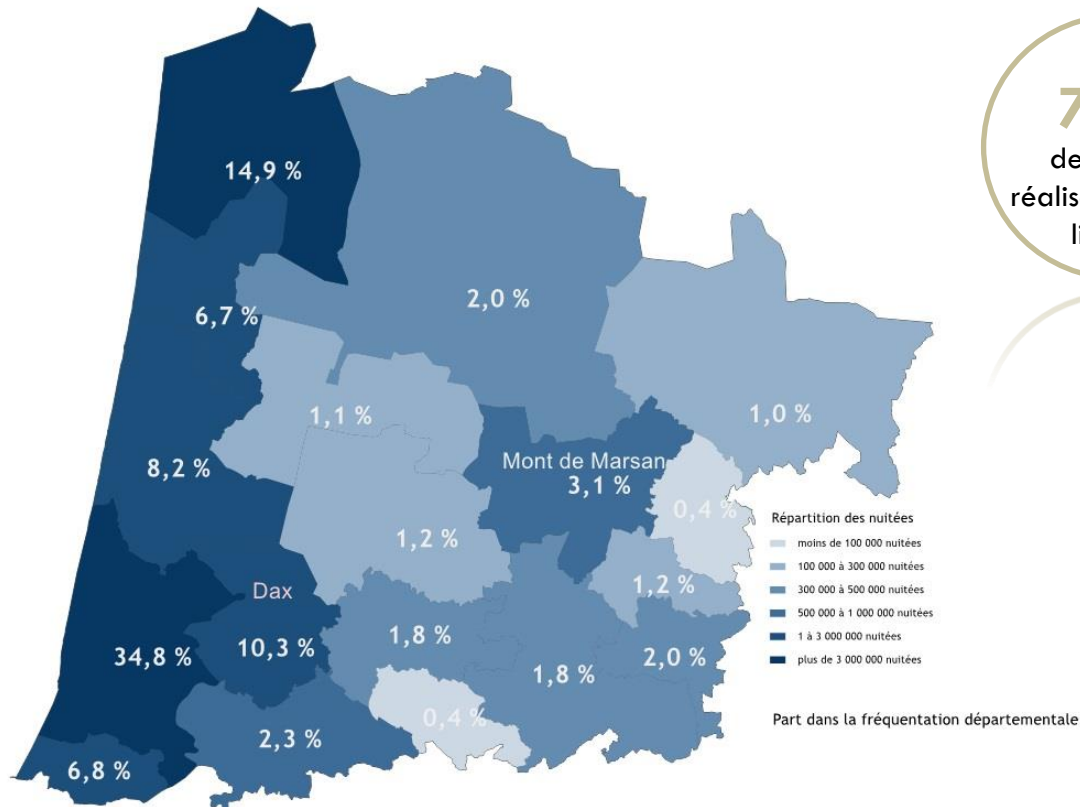 14,9 %
6,7 %
2,0 %
1,1 %
1,0 %
8,2 %
Mont de Marsan
3,1 %
0,4 %
1,2 %
1,2 %
Dax
10,3 %
34,8 %
1,8 %
1,8 %
2,0 %
2,3 %
0,4 %
6,8 %
Répartition des nuitées
moins de 100 000 nuitées
100 000 à 300 000 nuitées
300 000 à 500 000 nuitées
500 000 à 1 000 000 nuitées
1 à 3 000 000 nuitées
plus de 3 000 000 nuitées
Part dans la fréquentation départementale